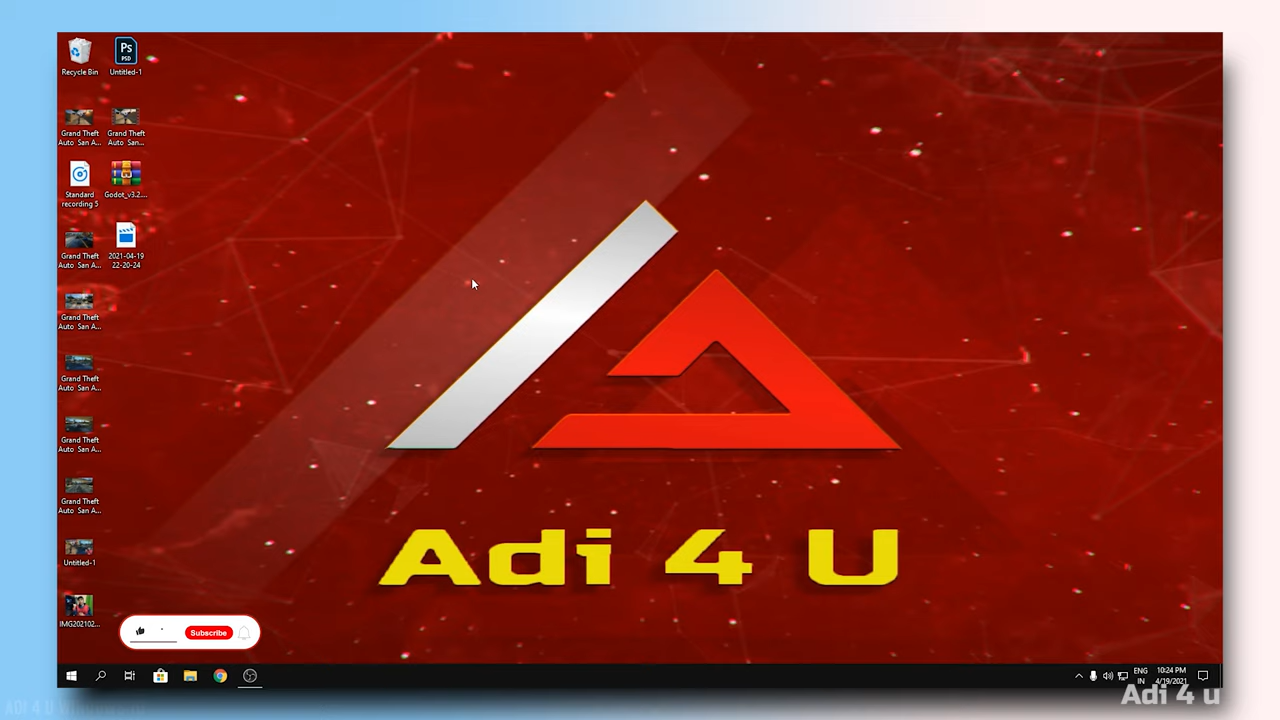 Recycle Bin
Ps
PSD
Untitled-1
Grand Theft
Auto San A...
Grand Theft
Auto San...
Standard
recording 5
Godot_v3.2....
Grand Theft
Auto San A...
2021-04-19
22-20-24
Grand Theft
Auto San A...
Grand Theft
Auto San A...
Grand Theft
Auto San A...
Grand Theft
Auto San A...
Untitled-1
IMG202102...
Adi 4 U
Subscribe
ENG
IN
10:24 PM
4/19/2021
Adi 4 u